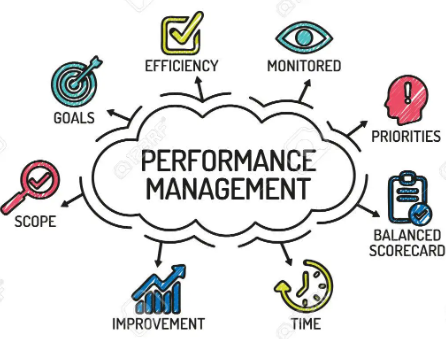 EFFICIENCY
MONITORED
GOALS
PRIORITIES
PERFORMANCE
MANAGEMENT
SCOPE
BALANCED
SCORECARD
IMPROVEMENT
TIME